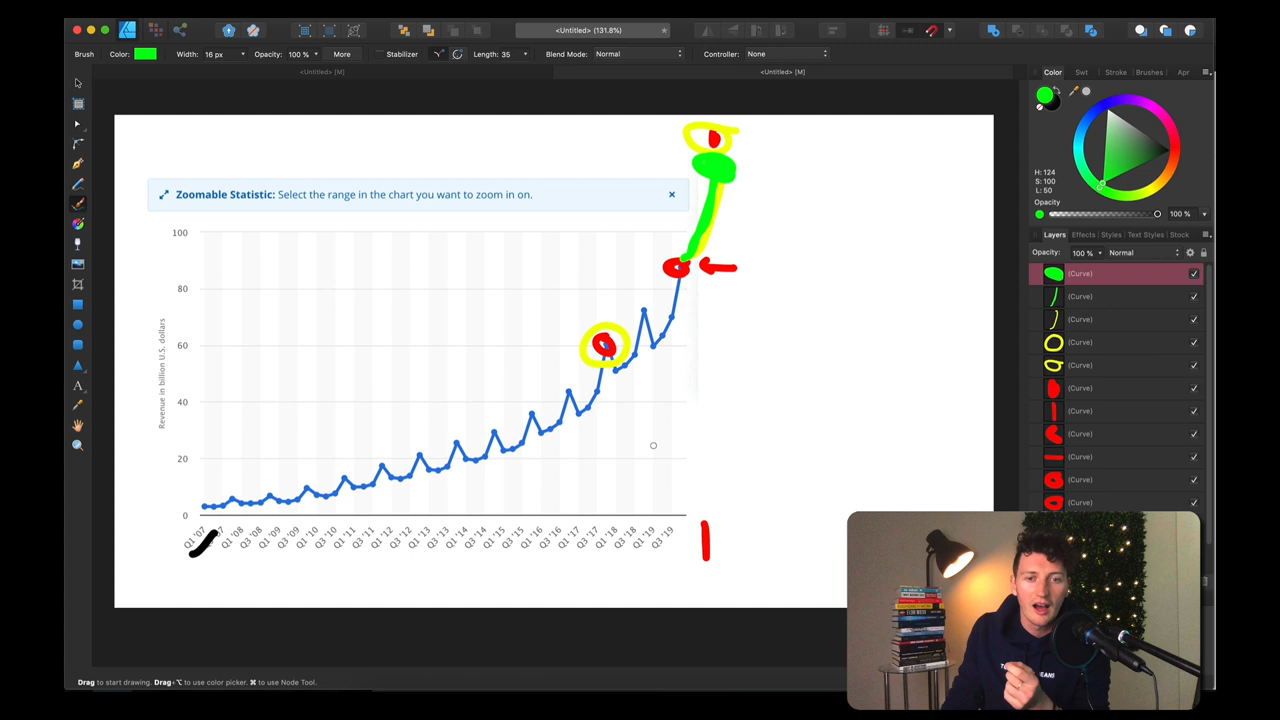 <Untitled> (131.8%)
Brush Color: Width: 16 px Opacity: 100 % More Stabilizer Length: 35 Blend Mode: Normal Controller: None
<Untitled> [M] <Untitled> [M]
Color Swt Stroke Brushes Apr
H: 124
S: 100
L: 50
Opacity
100 %
Layers Effects Styles Text Styles Stock
Opacity: 100 % Normal
(Curve)
(Curve)
(Curve)
(Curve)
(Curve)
(Curve)
(Curve)
(Curve)
(Curve)
(Curve)
(Curve)
Zoomable Statistic: Select the range in the chart you want to zoom in on. ×
Revenue in billion U.S. dollars
100
80
60
40
20
0
Q1 '07 Q1 '08 Q3 '08 Q1 '09 Q3 '09 Q1 '10 Q3 '10 Q1 '11 Q3 '11 Q1 '12 Q3 '12 Q1 '13 Q3 '13 Q1 '14 Q3 '14 Q1 '15 Q3 '15 Q1 '16 Q3 '16 Q1 '17 Q3 '17 Q1 '18 Q3 '18 Q1 '19 Q3 '19
Drag to start drawing. Drag+⌥ to use color picker. ⌘ to use Node Tool.